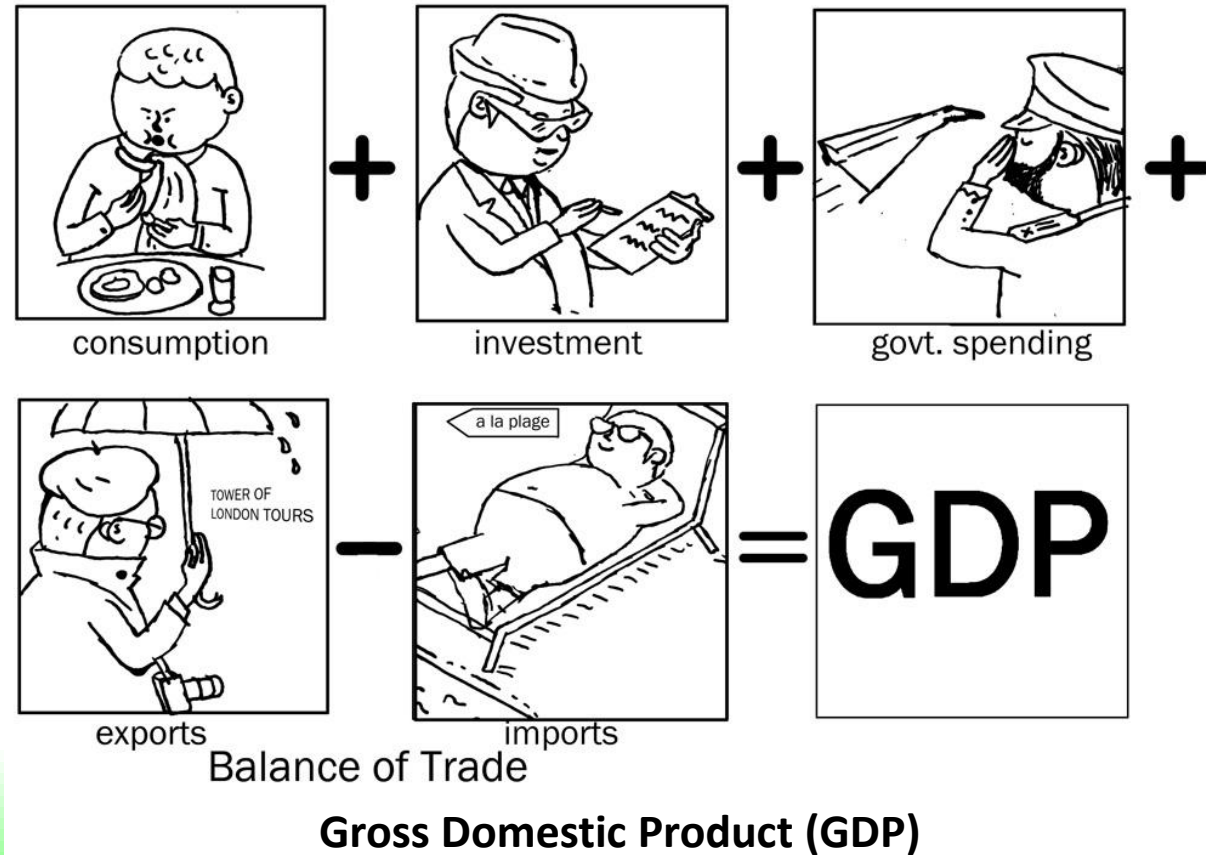 + + +
consumption investment govt. spending
a la plage
TOWER OF
LONDON TOURS
− = GDP
exports imports
Balance of Trade
Gross Domestic Product (GDP)